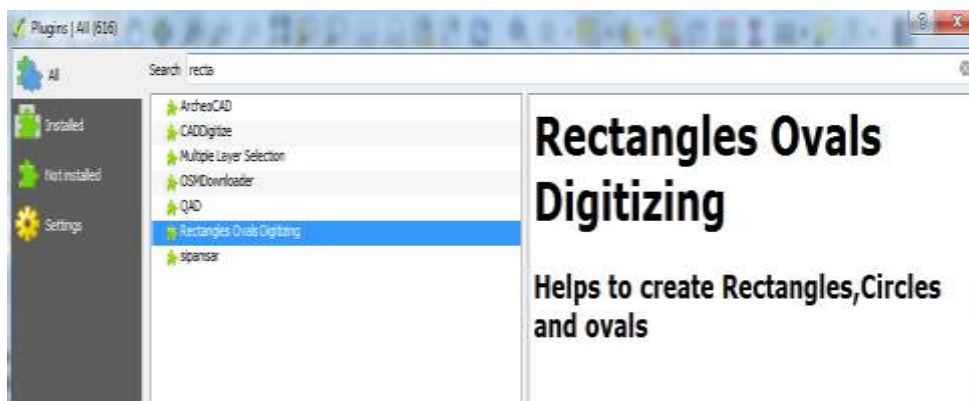 Plugins | All (616)
All
Search recta
Installed
Not installed
Settings
ArcheoCAD
CADDigitize
Multiple Layer Selection
OSMDownloader
QAD
Rectangles Ovals Digitizing
sipamsar
Rectangles Ovals
Digitizing
Helps to create Rectangles,Circles
and ovals